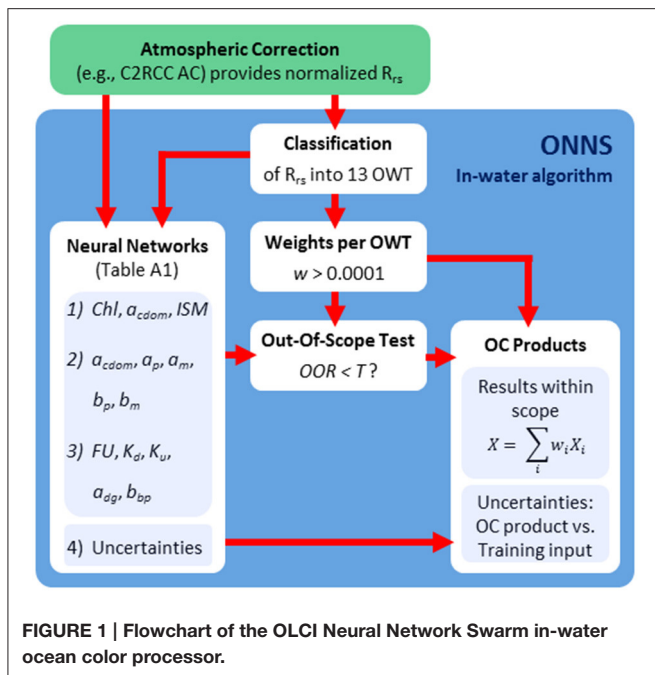 Atmospheric Correction
(e.g., C2RCC AC) provides normalized Rrs
ONNS
In-water algorithm
Classification
of Rrs into 13 OWT
Neural Networks
(Table A1)
1) Chl, acdom, ISM
2) acdom, ap, am,
bp, bm
3) FU, Kd, Ku,
adg, bbp
4) Uncertainties
Weights per OWT
w > 0.0001
Out-Of-Scope Test
OOR < T?
OC Products
Results within
scope
X = ∑i wiXi
Uncertainties:
OC product vs.
Training input
FIGURE 1 | Flowchart of the OLCI Neural Network Swarm in-water
ocean color processor.